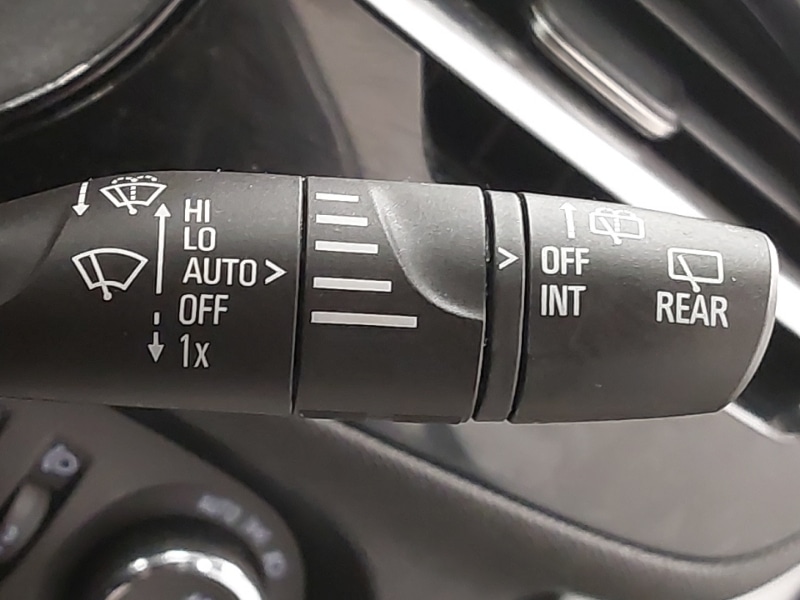 HI
LO
AUTO >
OFF
1x
>
OFF
INT
REAR